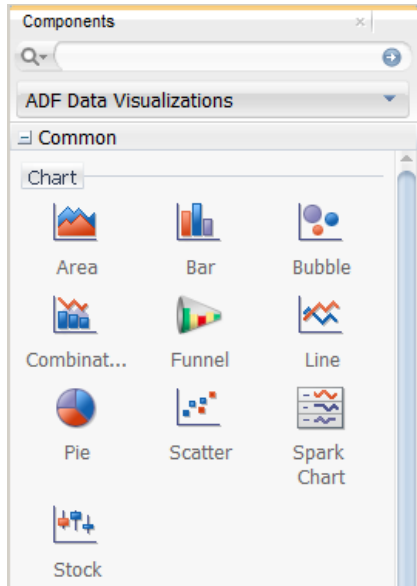 Components
ADF Data Visualizations
Common
Chart
Area Bar Bubble
Combinat... Funnel Line
Pie Scatter Spark
Chart
Stock